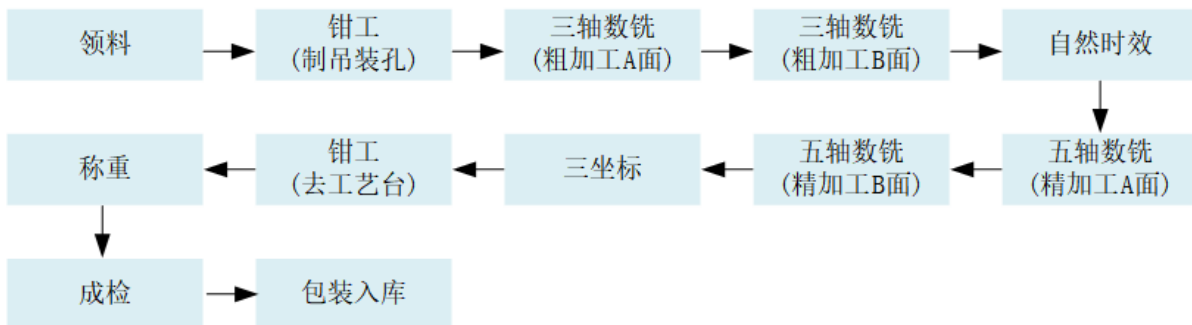 领料
钳工
(制吊装孔)
三轴数铣
(粗加工A面)
三轴数铣
(粗加工B面)
自然时效
五轴数铣
(精加工A面)
五轴数铣
(精加工B面)
三坐标
钳工
(去工艺台)
称重
成检
包装入库